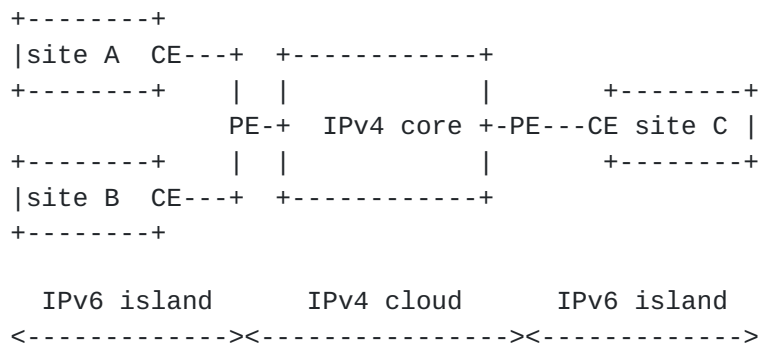 +--------+
|site A  CE---+  +------------+
+--------+    |  |            |       +--------+
              PE-+  IPv4 core +-PE---CE site C |
+--------+    |  |            |       +--------+
|site B  CE---+  +------------+
+--------+
  IPv6 island      IPv4 cloud      IPv6 island
<-------------><----------------><------------->